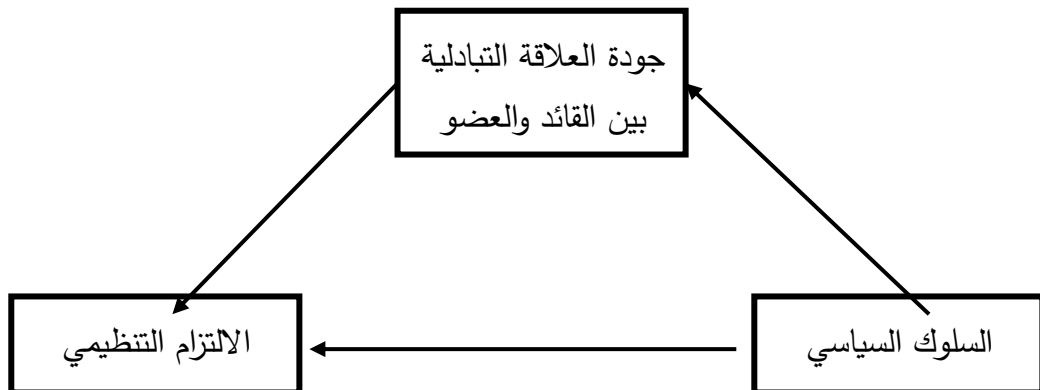 جودة العلاقة التبادلية
بين القائد والعضو
السلوك السياسي
الالتزام التنظيمي